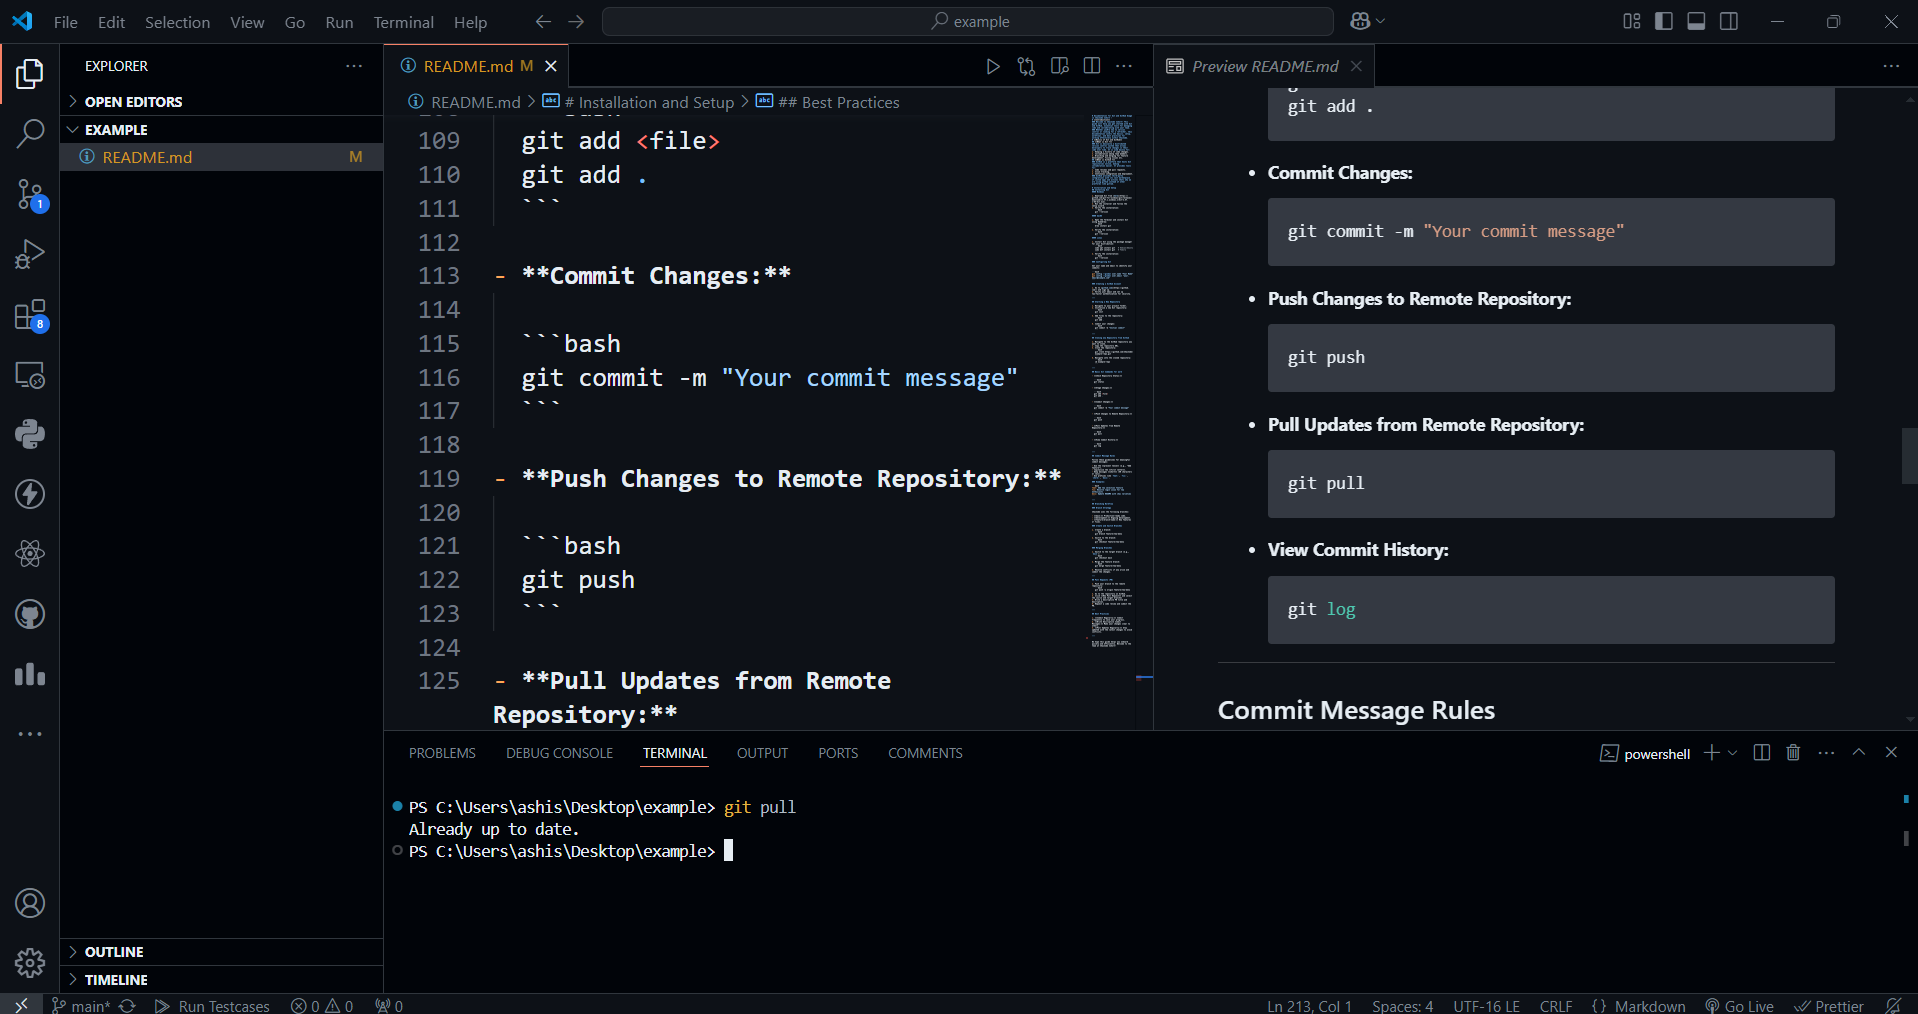 File Edit Selection View Go Run Terminal Help
example
EXPLORER
OPEN EDITORS
EXAMPLE
README.md M
1
8
OUTLINE
TIMELINE
README.md M
README.md > # Installation and Setup > ## Best Practices
109 git add <file>
110 git add .
111 ```
112
113 - **Commit Changes:**
114
115 ```bash
116 git commit -m "Your commit message"
117 ```
118
119 - **Push Changes to Remote Repository:**
120
121 ```bash
122 git push
123 ```
124
125 - **Pull Updates from Remote
Repository:**
Preview README.md
git add .
• Commit Changes:
git commit -m "Your commit message"
• Push Changes to Remote Repository:
git push
• Pull Updates from Remote Repository:
git pull
• View Commit History:
git log
Commit Message Rules
PROBLEMS DEBUG CONSOLE TERMINAL OUTPUT PORTS COMMENTS
powershell
PS C:\Users\ashis\Desktop\example> git pull
Already up to date.
PS C:\Users\ashis\Desktop\example>
main* Run Testcases 0 0 0
Ln 213, Col 1 Spaces: 4 UTF-16 LE CRLF {} Markdown Go Live Prettier